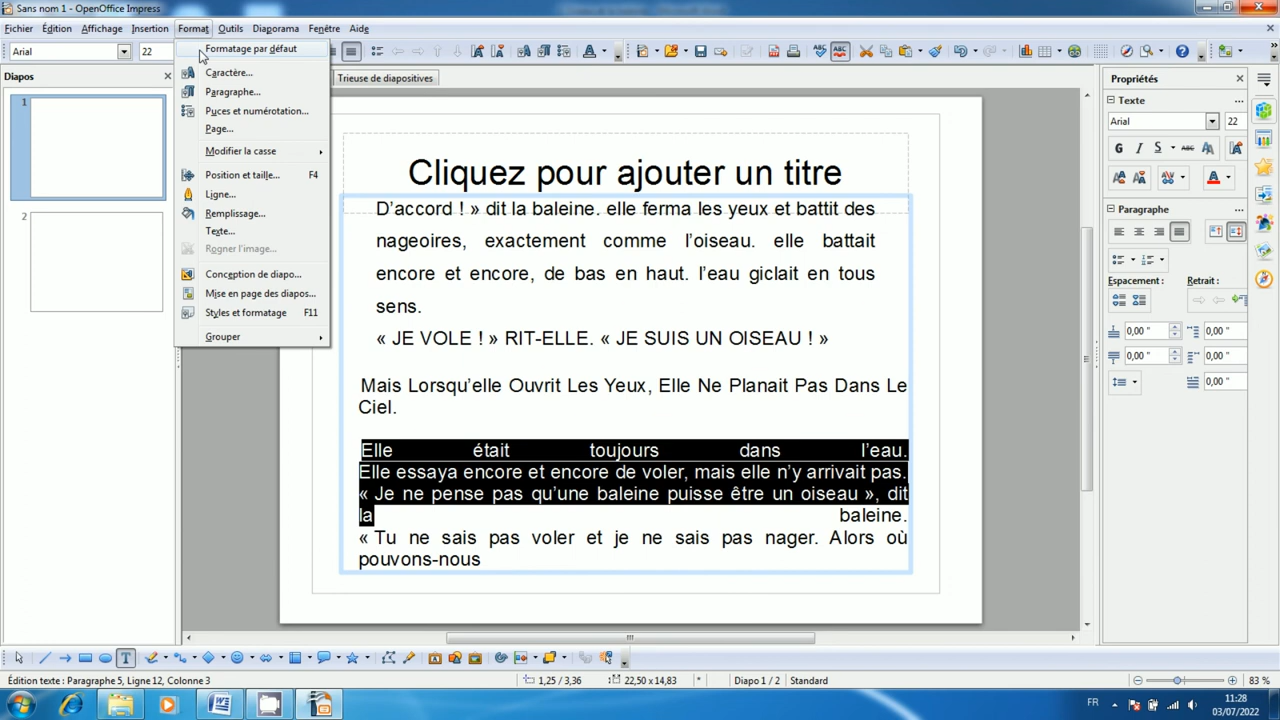 Sans nom 1 - OpenOffice Impress
Fichier Édition Affichage Insertion Format Outils Diaporama Fenêtre Aide
Arial 22
Formatage par défaut
Caractère...
Paragraphe...
Puces et numérotation...
Page...
Modifier la casse
Position et taille... F4
Ligne...
Remplissage...
Texte...
Rogner l'image...
Conception de diapo...
Mise en page des diapos...
Styles et formatage F11
Grouper
Diapos
1
2
Trieuse de diapositives
Cliquez pour ajouter un titre
D'accord ! » dit la baleine. elle ferma les yeux et battit des
nageoires, exactement comme l'oiseau. elle battait
encore et encore, de bas en haut. l'eau giclait en tous
sens.
« JE VOLE ! » RIT-ELLE. « JE SUIS UN OISEAU ! »
Mais Lorsqu'elle Ouvrit Les Yeux, Elle Ne Planait Pas Dans Le
Ciel.
Elle était toujours dans l'eau.
Elle essaya encore et encore de voler, mais elle n'y arrivait pas.
« Je ne pense pas qu'une baleine puisse être un oiseau », dit
la baleine.
« Tu ne sais pas voler et je ne sais pas nager. Alors où
pouvons-nous
Propriétés
Texte
Arial 22
G I S ABC
Paragraphe
Espacement : Retrait :
0,00 " 0,00 "
0,00 " 0,00 "
0,00 "
Édition texte : Paragraphe 5, Ligne 12, Colonne 3 1,25 / 3,36 22,50 x 14,83 * Diapo 1 / 2 Standard 83 %
FR
11:28
03/07/2022